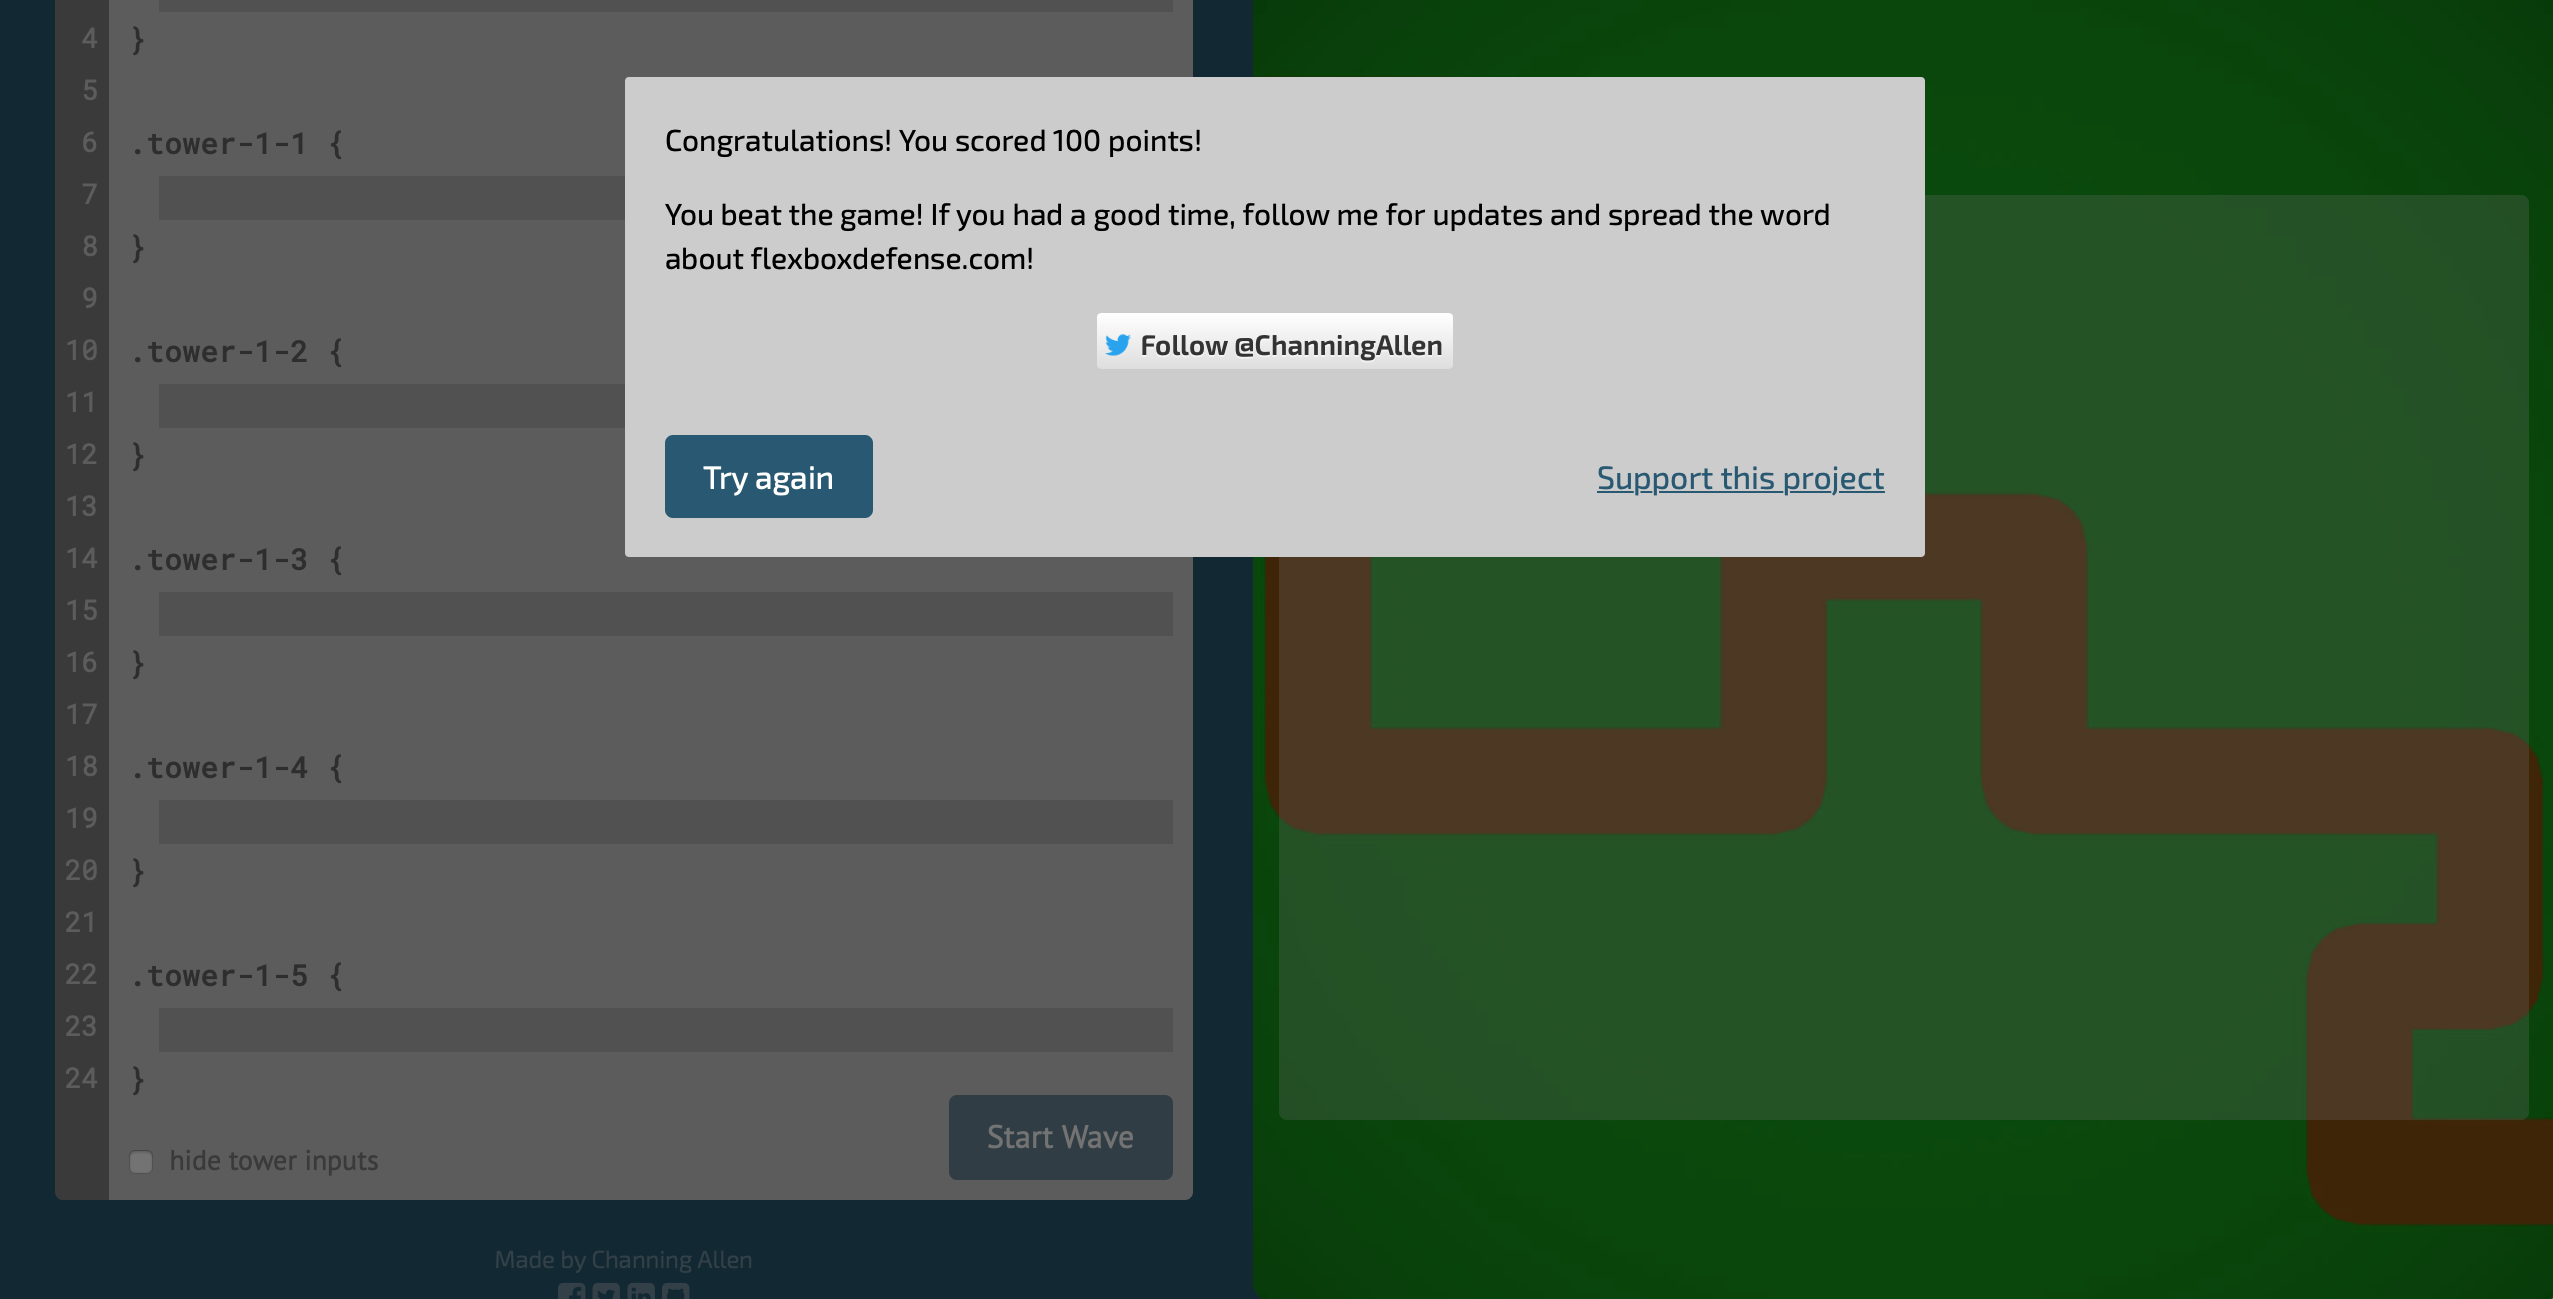 4 }
5
6 .tower-1-1 {
7
8 }
9
10 .tower-1-2 {
11
12 }
13
14 .tower-1-3 {
15
16 }
17
18 .tower-1-4 {
19
20 }
21
22 .tower-1-5 {
23
24 }
hide tower inputs
Start Wave
Made by Channing Allen
Congratulations! You scored 100 points!
You beat the game! If you had a good time, follow me for updates and spread the word
about flexboxdefense.com!
Follow @ChanningAllen
Try again
Support this project